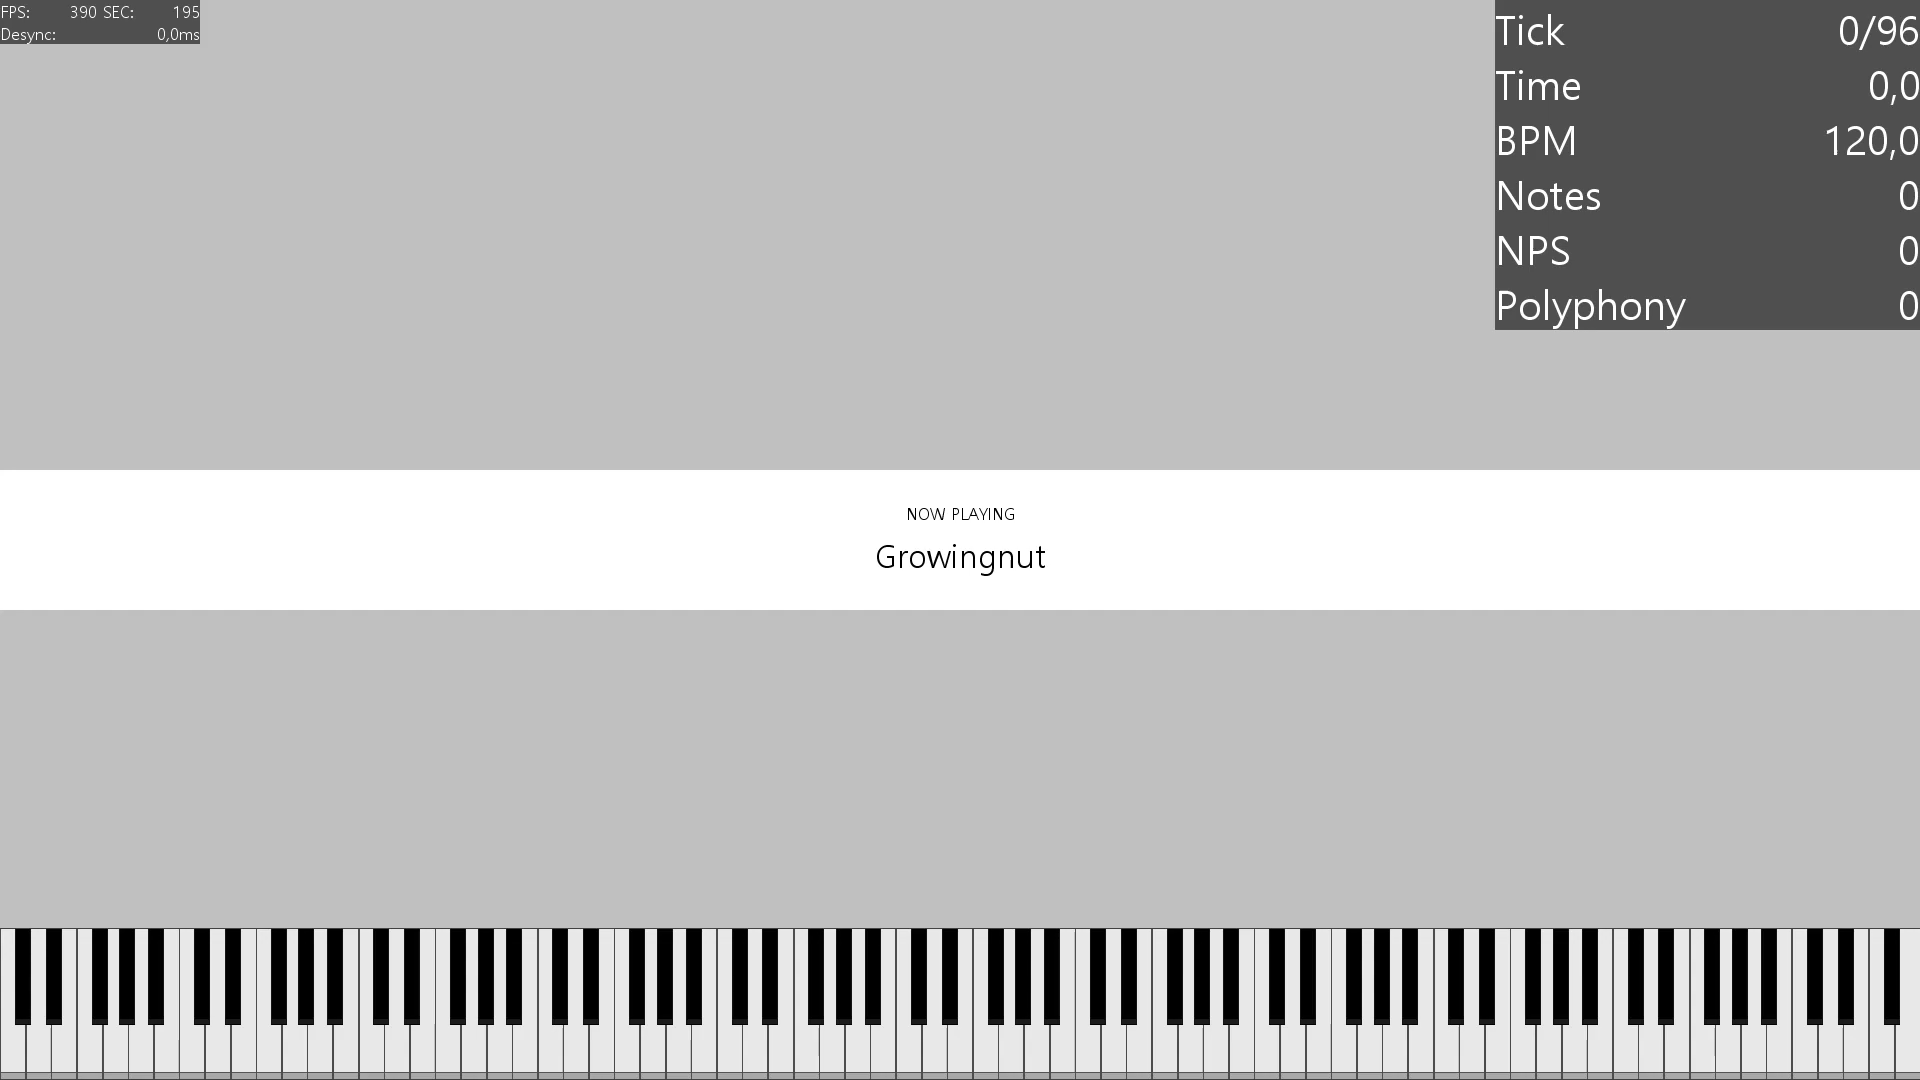 FPS: 390 SEC: 195
Desync: 0,0ms
Tick 0/96
Time 0,0
BPM 120,0
Notes 0
NPS 0
Polyphony 0
NOW PLAYING
Growingnut